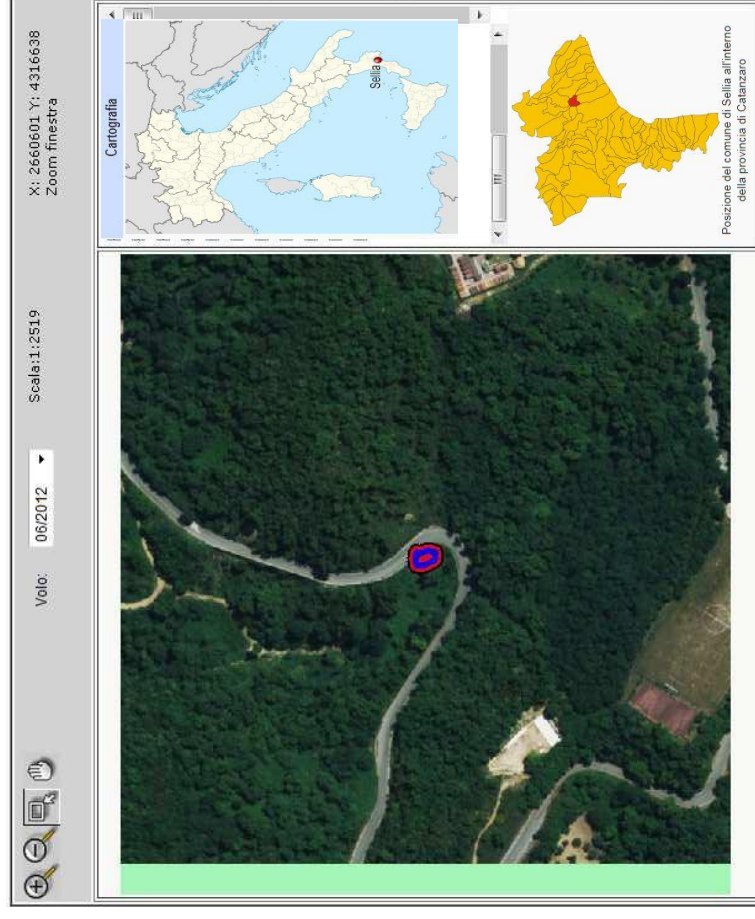 Volo:
06/2012
Scala:1:2519
X: 2660601 Y: 4316638
Zoom finestra
Cartografia
Sellia
Posizione del comune di Sellia all'interno
della provincia di Catanzaro